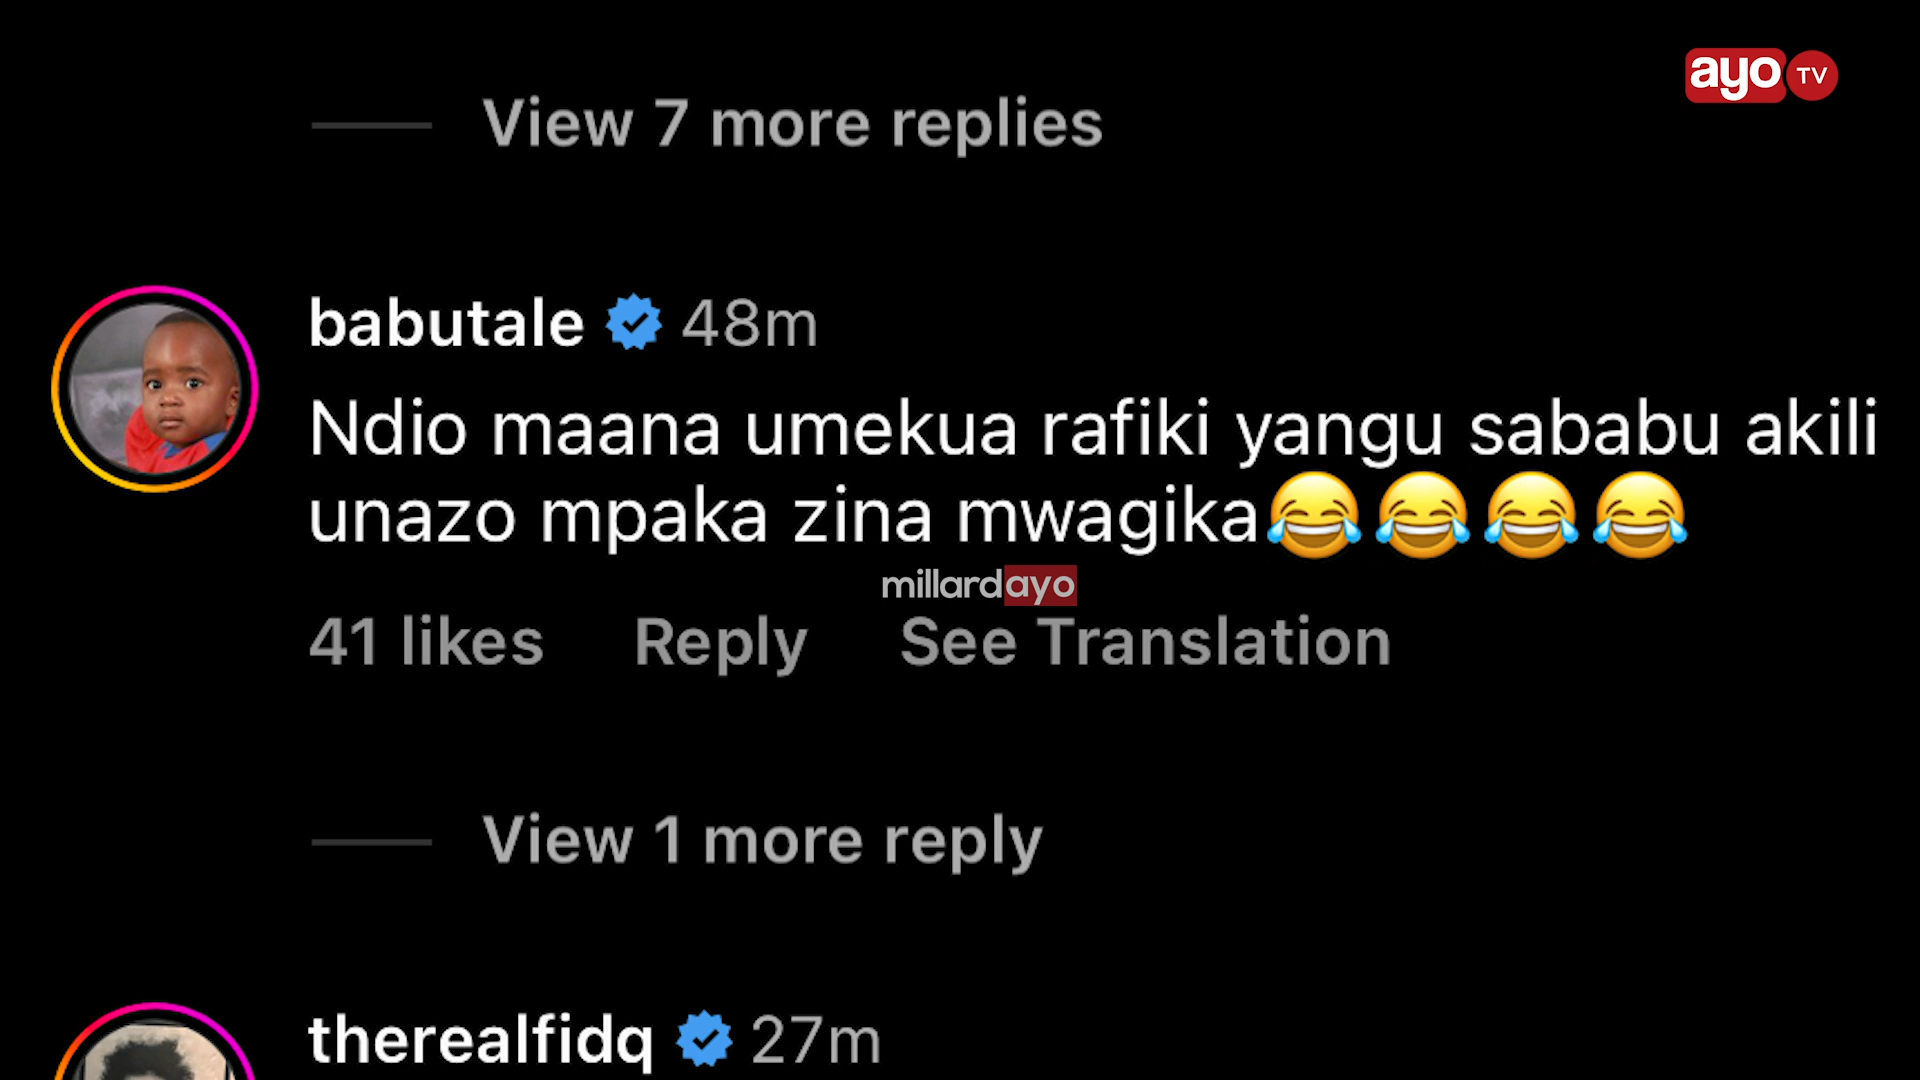 ayo TV
View 7 more replies
babutale 48m
Ndio maana umekua rafiki yangu sababu akili
unazo mpaka zina mwagika😂😂😂😂
millardayo
41 likes Reply See Translation
View 1 more reply
therealfidq 27m